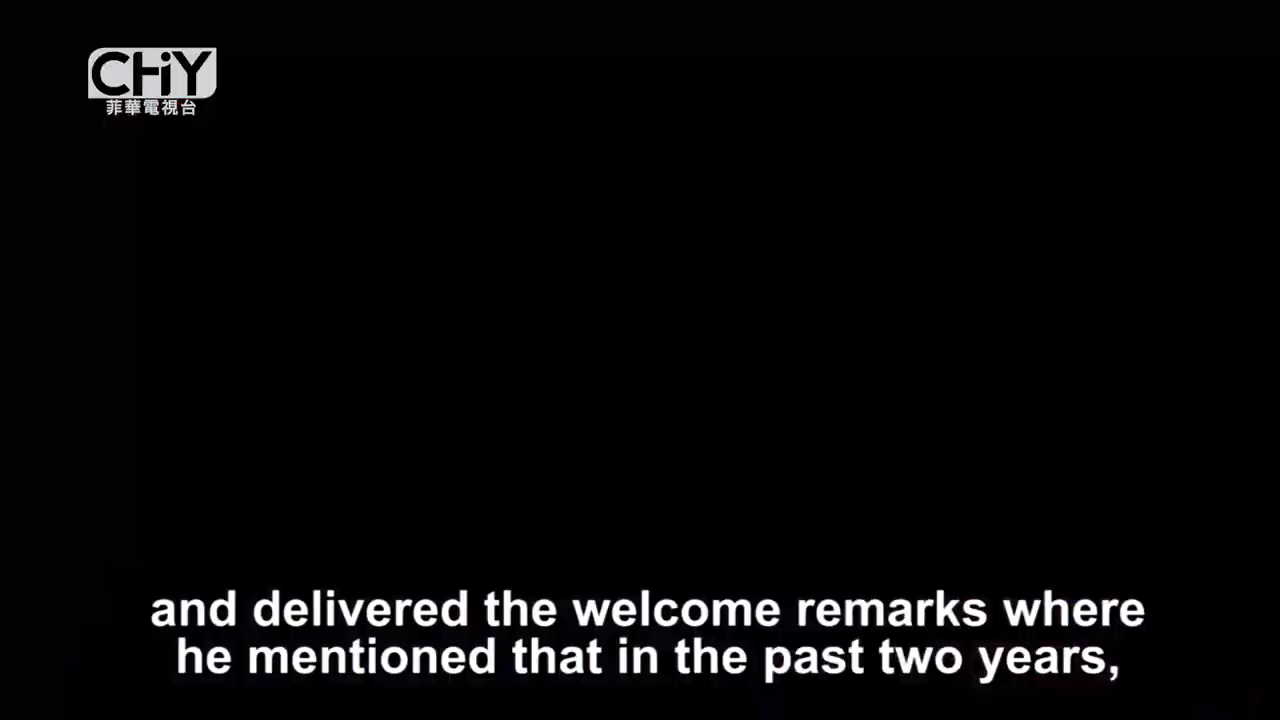 CHiY
菲華電視台
and delivered the welcome remarks where
he mentioned that in the past two years,